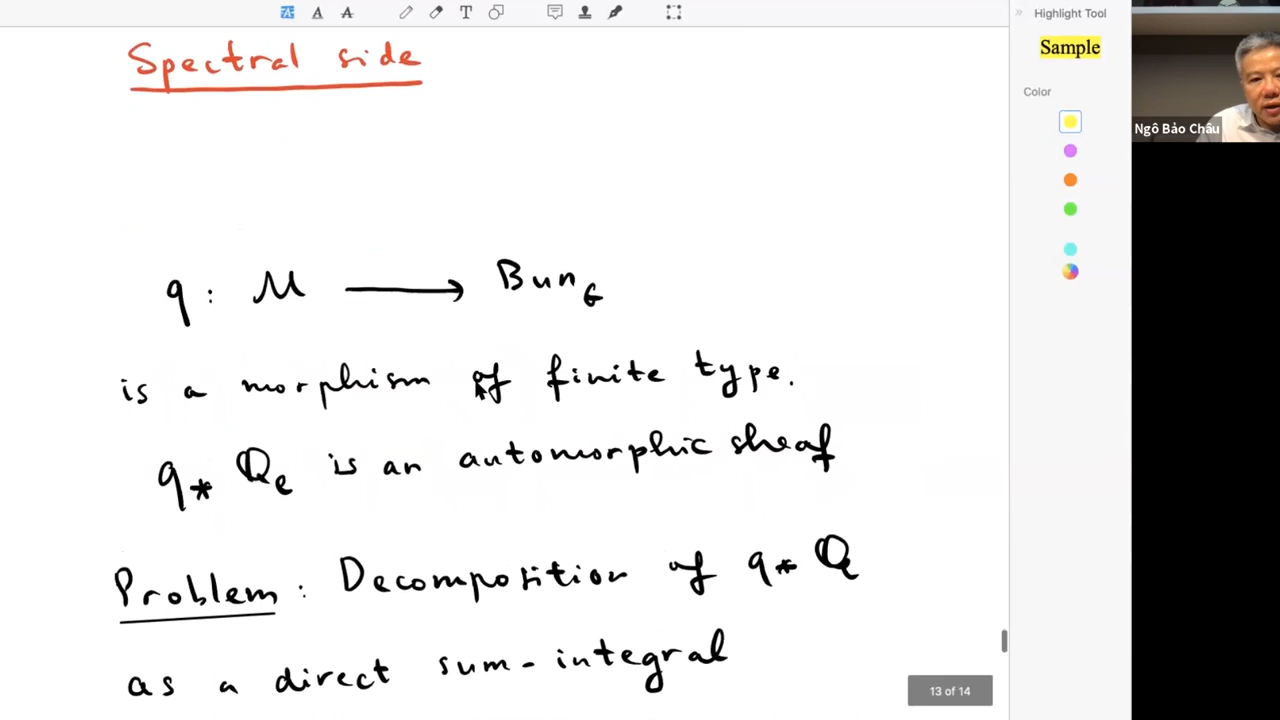 Highlight Tool
Sample
Color
Ngô Bảo Châu
Spectral side
q : M ⟶ Bun_G
is a morphism of finite type.
q_* ℚ_ℓ is an automorphic sheaf
Problem : Decomposition of q_* ℚ_ℓ
as a direct sum-integral
13 of 14